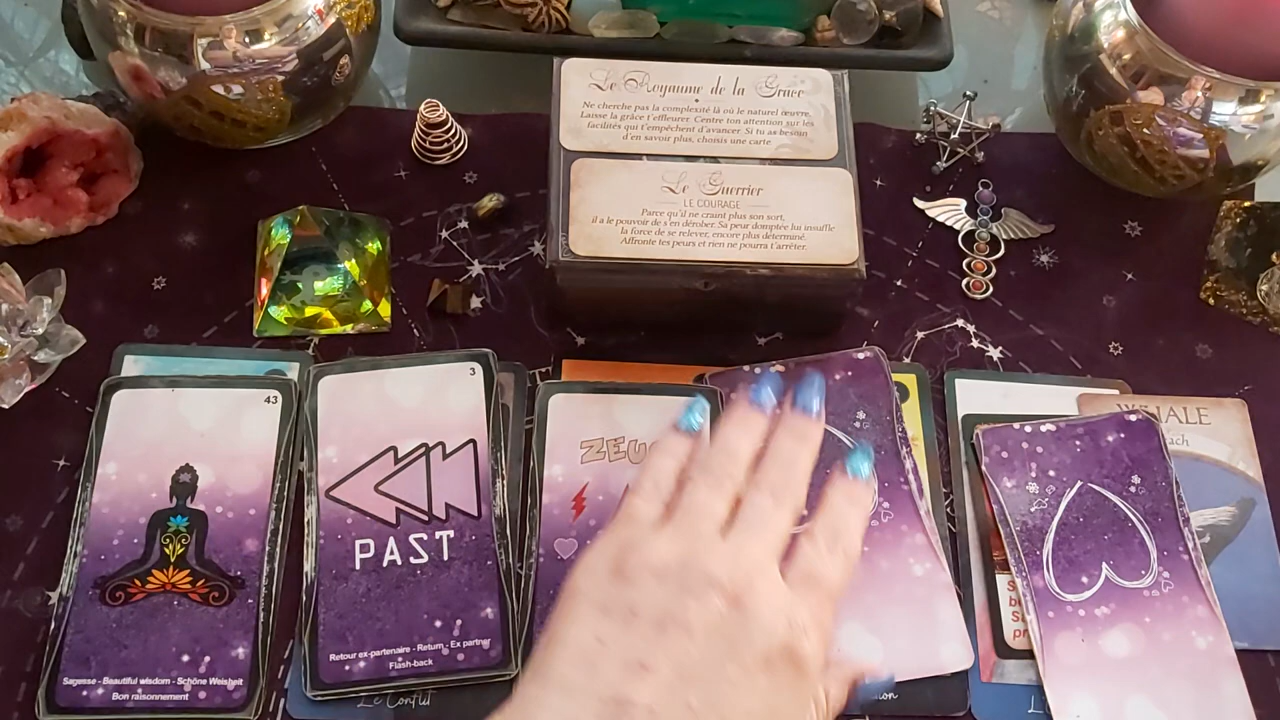 Le Royaume de la Grâce
Ne cherche pas la complexité là où le naturel œuvre.
Laisse la grâce t'effleurer. Centre ton attention sur les
facilités qui t'empêchent d'avancer. Si tu as besoin
d'en savoir plus, choisis une carte
Le Guerrier
LE COURAGE
Parce qu'il ne craint plus son sort,
il a le pouvoir de s'en dérober. Sa peur domptée lui insuffle
la force de se relever, encore plus déterminé.
Affronte tes peurs et rien ne pourra t'arrêter.
43
Sagesse - Beautiful wisdom - Schöne Weisheit
Bon raisonnement
3
PAST
Retour ex-partenaire - Return - Ex partner
Flash-back
Le Conflit
ZEU
WHALE